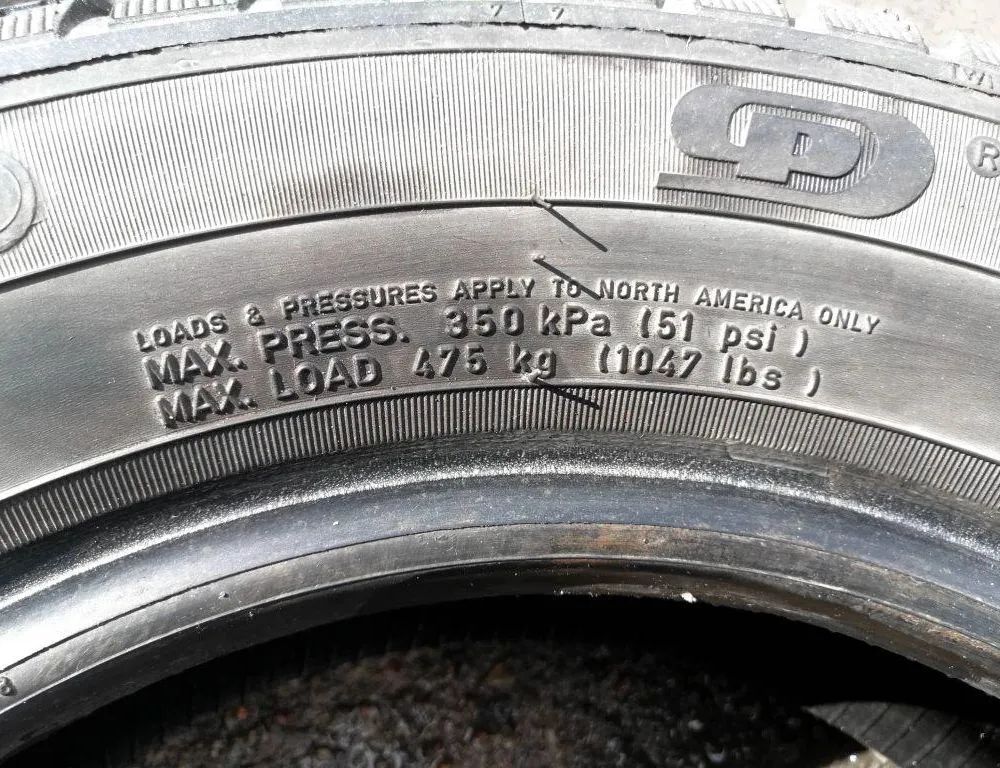 TW
®
LOADS & PRESSURES APPLY TO NORTH AMERICA ONLY
MAX. PRESS. 350 kPa (51 psi )
MAX. LOAD 475 kg (1047 lbs )